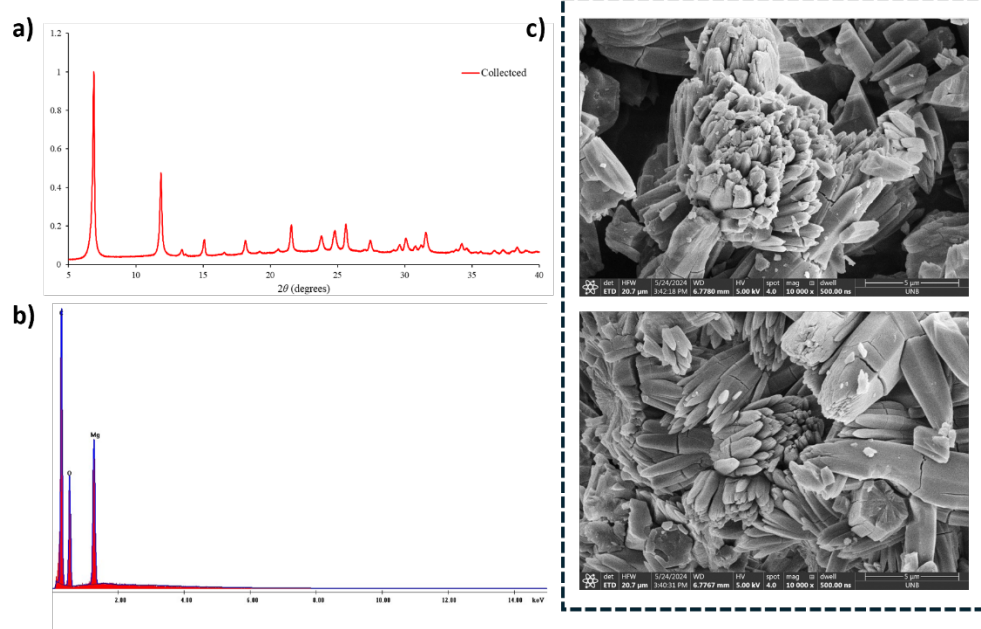 a)
1.2
1
0.8
0.6
0.4
0.2
0
5 10 15 20 25 30 35 40
2θ (degrees)
Collectced
b)
O
Mg
2.00 4.00 6.00 8.00 10.00 12.00 14.00 keV
c)
det HFW 5/24/2024 WD HV spot mag dwell 5 µm
ETD 20.7 µm 3:42:18 PM 6.7780 mm 5.00 kV 4.0 10 000 x 500.00 ns UNB
det HFW 5/24/2024 WD HV spot mag dwell 5 µm
ETD 20.7 µm 3:40:31 PM 6.7767 mm 5.00 kV 4.0 10 000 x 500.00 ns UNB